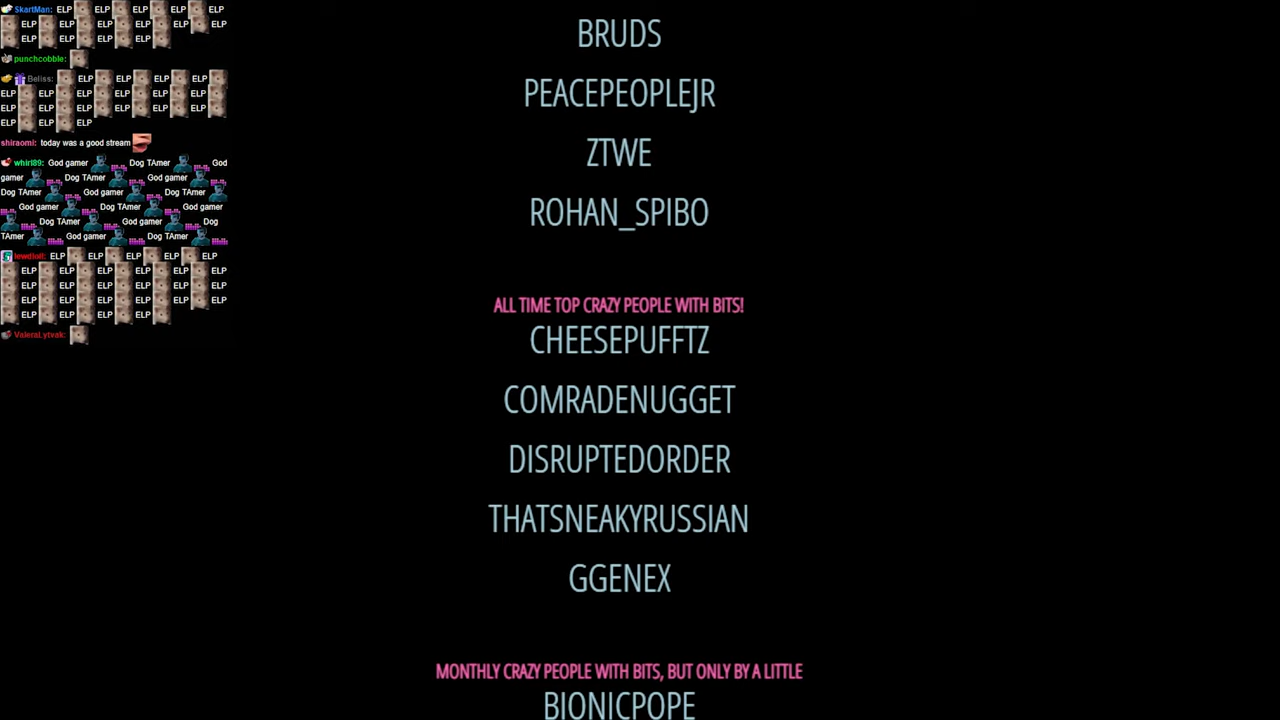 SkartMan: ELP ELP ELP ELP ELP
ELP ELP ELP ELP ELP ELP
ELP ELP ELP ELP
punchcobble:
Beliss: ELP ELP ELP ELP
ELP ELP ELP ELP ELP ELP
ELP ELP ELP ELP ELP ELP
ELP ELP ELP
shiraomi: today was a good stream
whirl89: God gamer Dog TAmer God
gamer Dog TAmer God gamer
Dog TAmer God gamer Dog TAmer
God gamer Dog TAmer God gamer
Dog TAmer God gamer Dog
TAmer God gamer Dog TAmer
ELP ELP ELP ELP ELP
ELP ELP ELP ELP ELP ELP
ELP ELP ELP ELP ELP ELP
ELP ELP ELP ELP ELP ELP
ELP ELP ELP ELP
ValeraLytvak:
BRUDS
PEACEPEOPLEJR
ZTWE
ROHAN_SPIBO
ALL TIME TOP CRAZY PEOPLE WITH BITS!
CHEESEPUFFTZ
COMRADENUGGET
DISRUPTEDORDER
THATSNEAKYRUSSIAN
GGENEX
MONTHLY CRAZY PEOPLE WITH BITS, BUT ONLY BY A LITTLE
BIONICPOPE